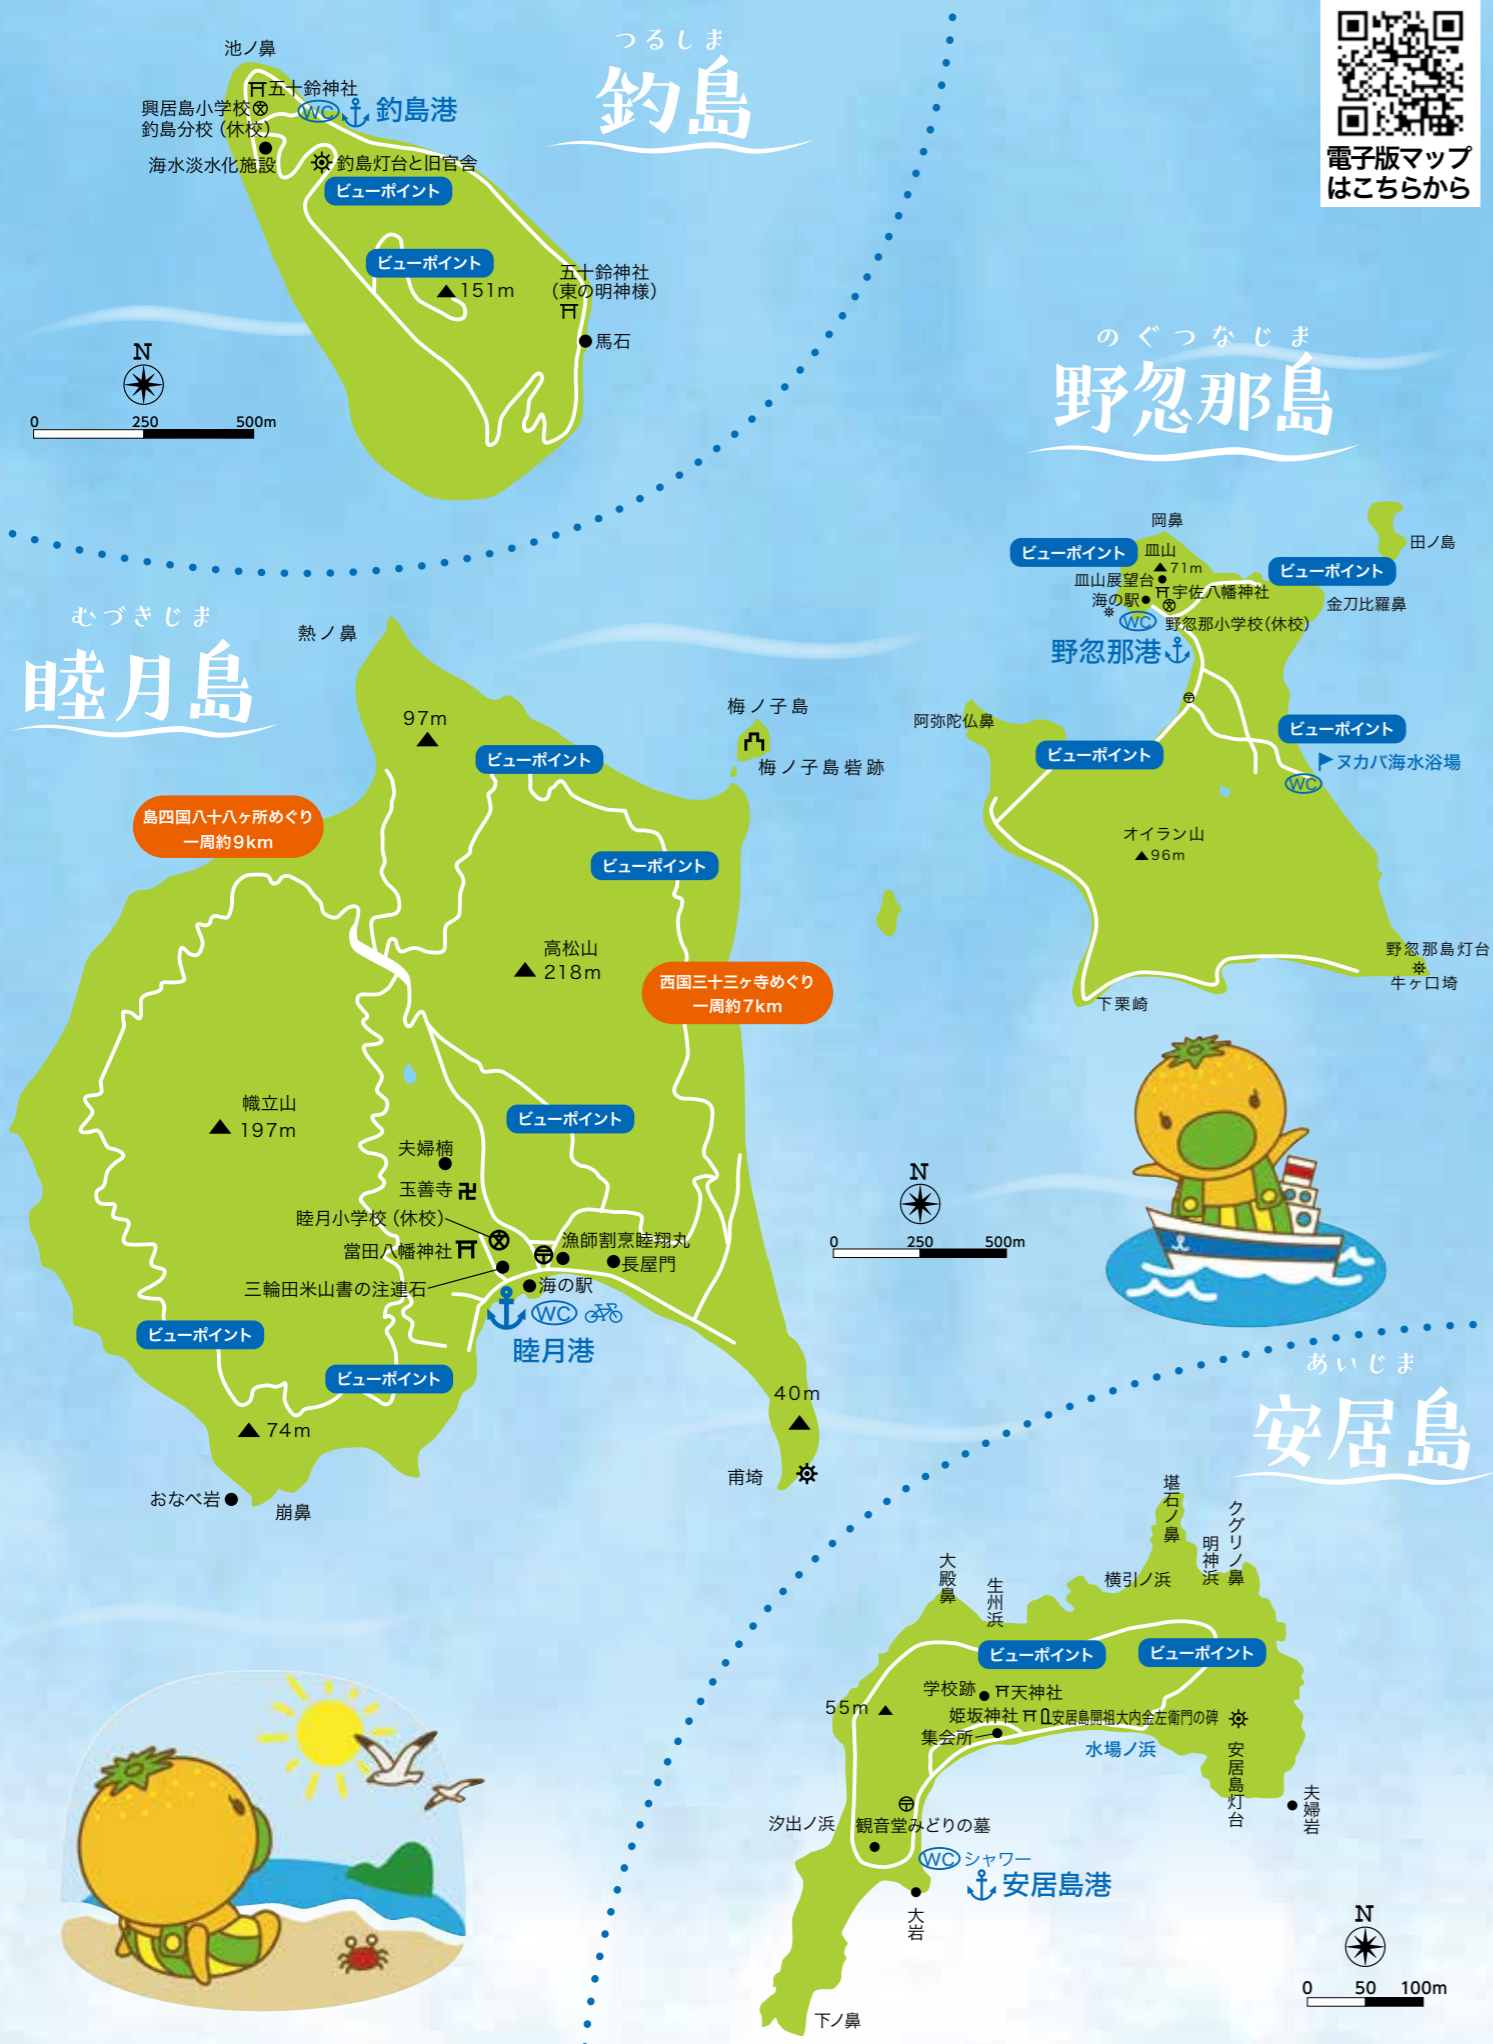 つるしま
釣島
池ノ鼻
五十鈴神社
興居島小学校
釣島分校（休校）
WC
釣島港
海水淡水化施設
釣島灯台と旧官舎
ビューポイント
ビューポイント
151m
五十鈴神社
（東の明神様）
馬石
N
0 250 500m
電子版マップ
はこちらから
のぐつなじま
野忽那島
岡鼻
ビューポイント
皿山
71m
皿山展望台
宇佐八幡神社
海の駅
WC
野忽那小学校（休校）
野忽那港
田ノ島
ビューポイント
金刀比羅鼻
阿弥陀仏鼻
ビューポイント
ビューポイント
ヌカバ海水浴場
WC
オイラン山
96m
野忽那島灯台
牛ヶ口埼
下栗崎
むづきじま
睦月島
熱ノ鼻
97m
ビューポイント
梅ノ子島
梅ノ子島砦跡
島四国八十八ヶ所めぐり
一周約9km
ビューポイント
高松山
218m
西国三十三ヶ寺めぐり
一周約7km
幟立山
197m
ビューポイント
夫婦楠
玉善寺
睦月小学校（休校）
當田八幡神社
三輪田米山書の注連石
漁師割烹睦翔丸
長屋門
海の駅
WC
睦月港
ビューポイント
ビューポイント
74m
おなべ岩
崩鼻
40m
甫埼
N
0 250 500m
あいじま
安居島
堪石ノ鼻
クグリノ鼻
明神浜
横引ノ浜
大殿鼻
生州浜
ビューポイント
ビューポイント
55m
学校跡
天神社
姫坂神社
安居島開祖大内金左衛門の碑
集会所
水場ノ浜
安居島灯台
夫婦岩
汐出ノ浜
観音堂みどりの墓
WC
シャワー
安居島港
大岩
下ノ鼻
N
0 50 100m